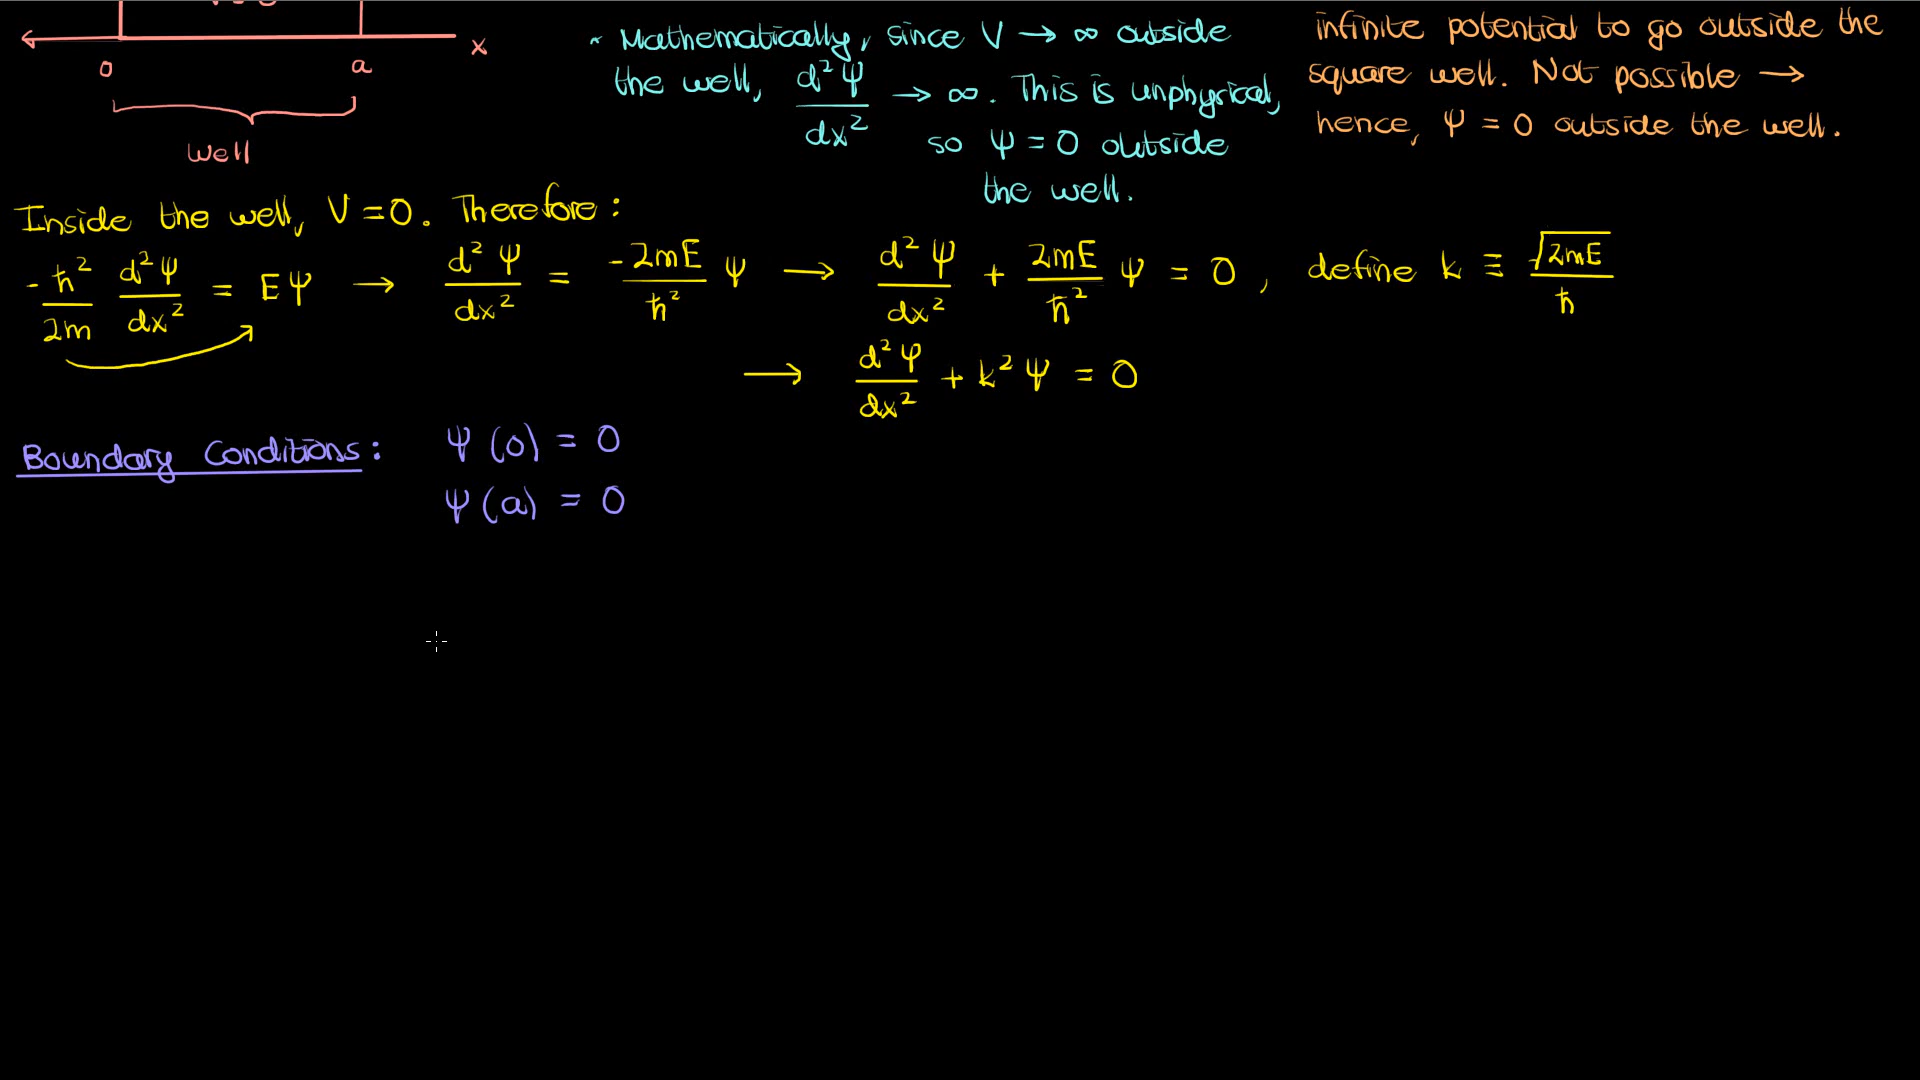 x
0 a
well
Mathematically, since V → ∞ outside
the well, d²Ψ/dx² → ∞. This is unphysical,
so Ψ = 0 outside
the well.
infinite potential to go outside the
square well. Not possible →
hence, Ψ = 0 outside the well.
Inside the well, V = 0. Therefore:
-ħ²/2m d²Ψ/dx² = EΨ → d²Ψ/dx² = -2mE/ħ² Ψ → d²Ψ/dx² + 2mE/ħ² Ψ = 0, define k ≡ √2mE/ħ
→ d²Ψ/dx² + k²Ψ = 0
Boundary Conditions: Ψ(0) = 0
Ψ(a) = 0